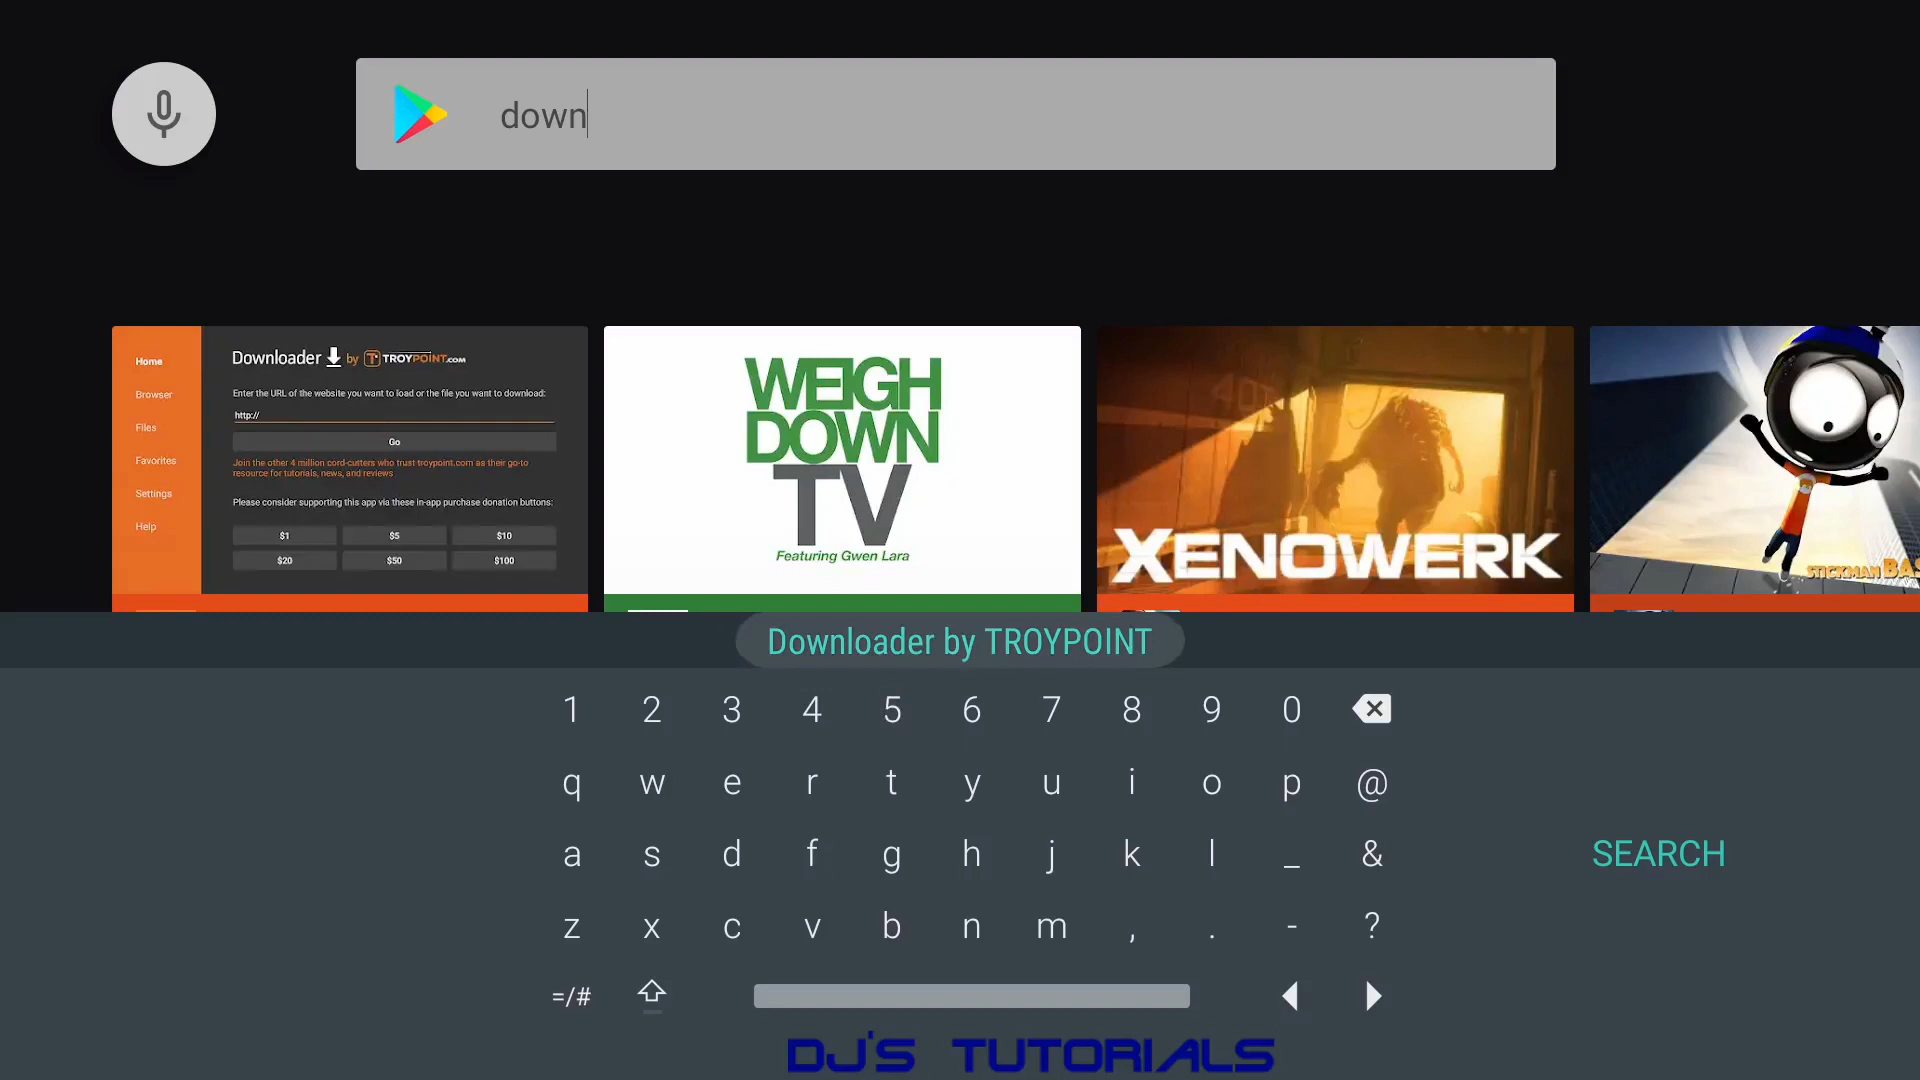 down
Home
Browser
Files
Favorites
Settings
Help
Downloader by TROYPOINT.COM
Enter the URL of the website you want to load or the file you want to download:
http://
Go
Join the other 4 million cord-cutters who trust troypoint.com as their go-to
resource for tutorials, news, and reviews
Please consider supporting this app via these in-app purchase donation buttons:
$1 $5 $10
$20 $50 $100
WEIGH
DOWN
TV
Featuring Gwen Lara
XENOWERK
STICKMAN BAS
Downloader by TROYPOINT
1 2 3 4 5 6 7 8 9 0
q w e r t y u i o p @
a s d f g h j k l _ &
SEARCH
z x c v b n m , . - ?
=/#
DJ'S TUTORIALS